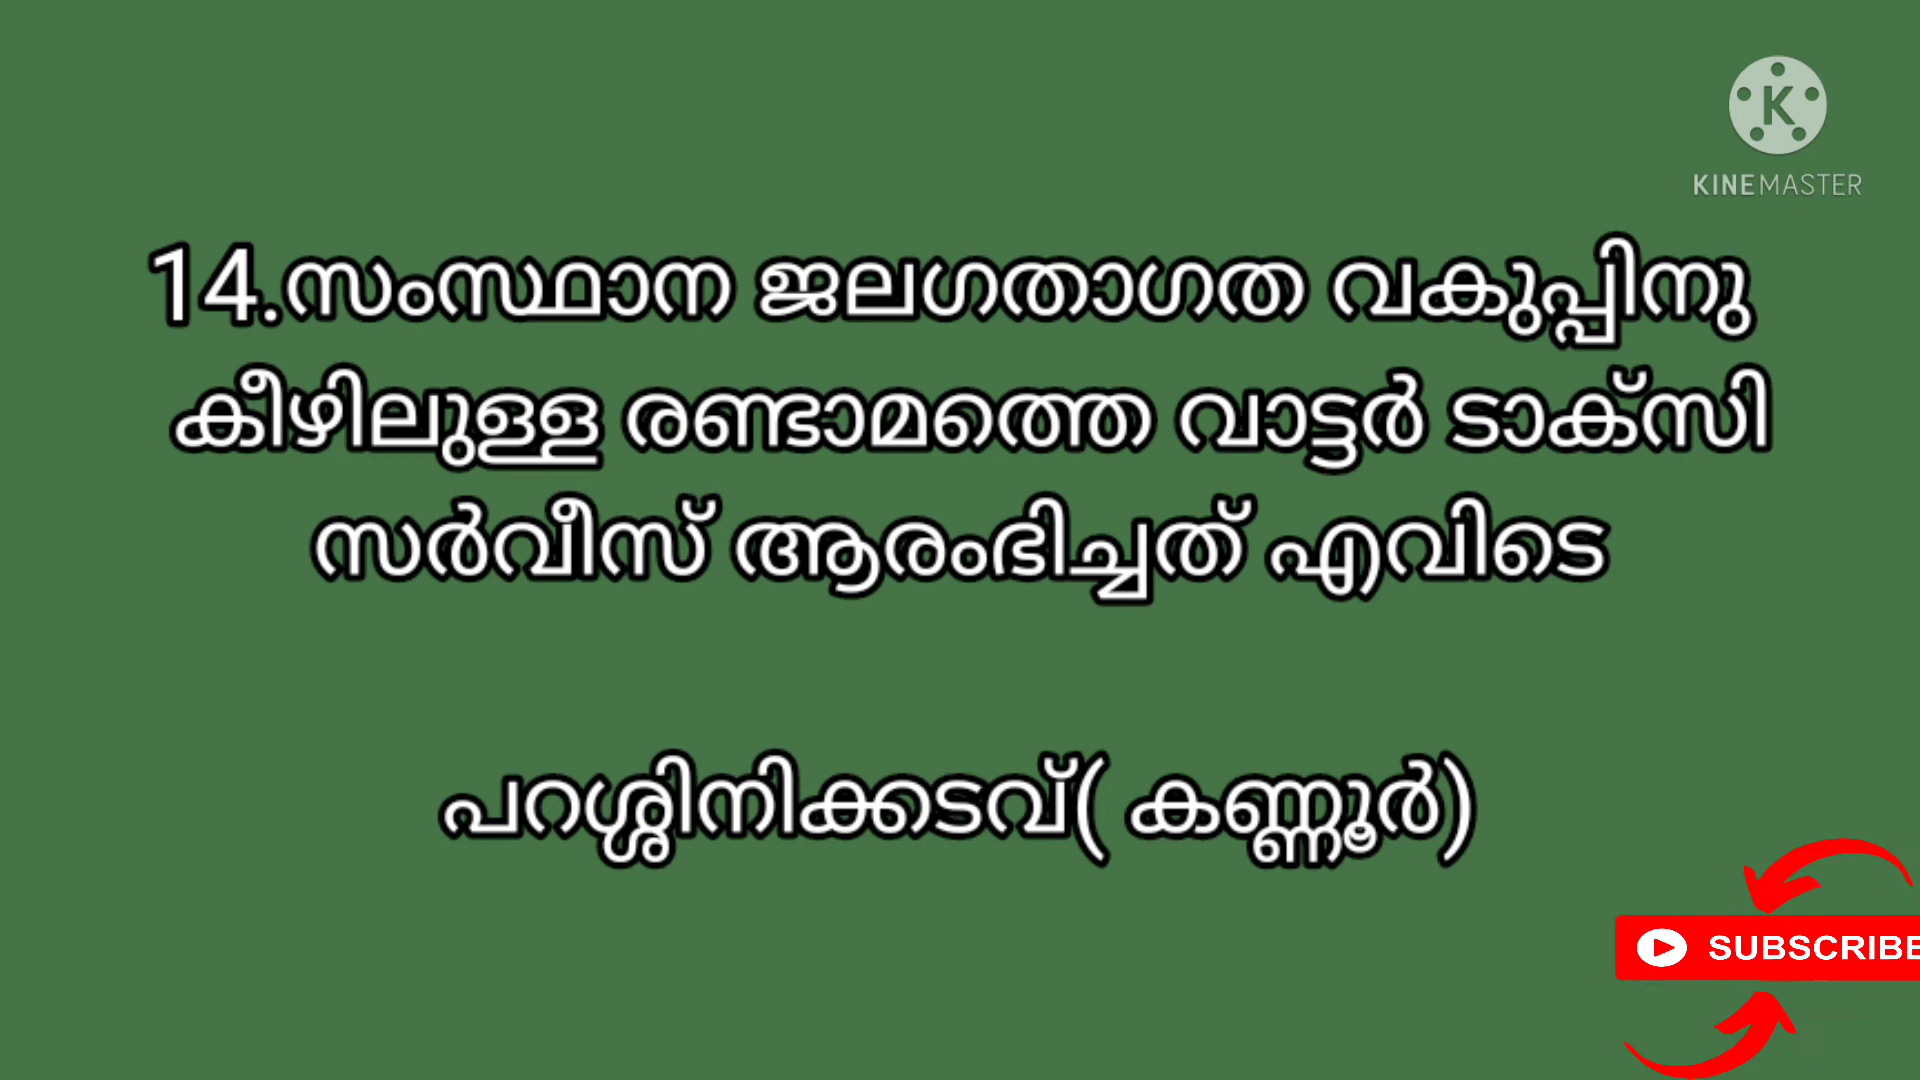 K
KINEMASTER
14.സംസ്ഥാന ജലഗതാഗത വകുപ്പിനു
കീഴിലുള്ള രണ്ടാമത്തെ വാട്ടർ ടാക്സി
സർവീസ് ആരംഭിച്ചത് എവിടെ
പറശ്ശിനിക്കടവ്( കണ്ണൂർ)
SUBSCRIBE